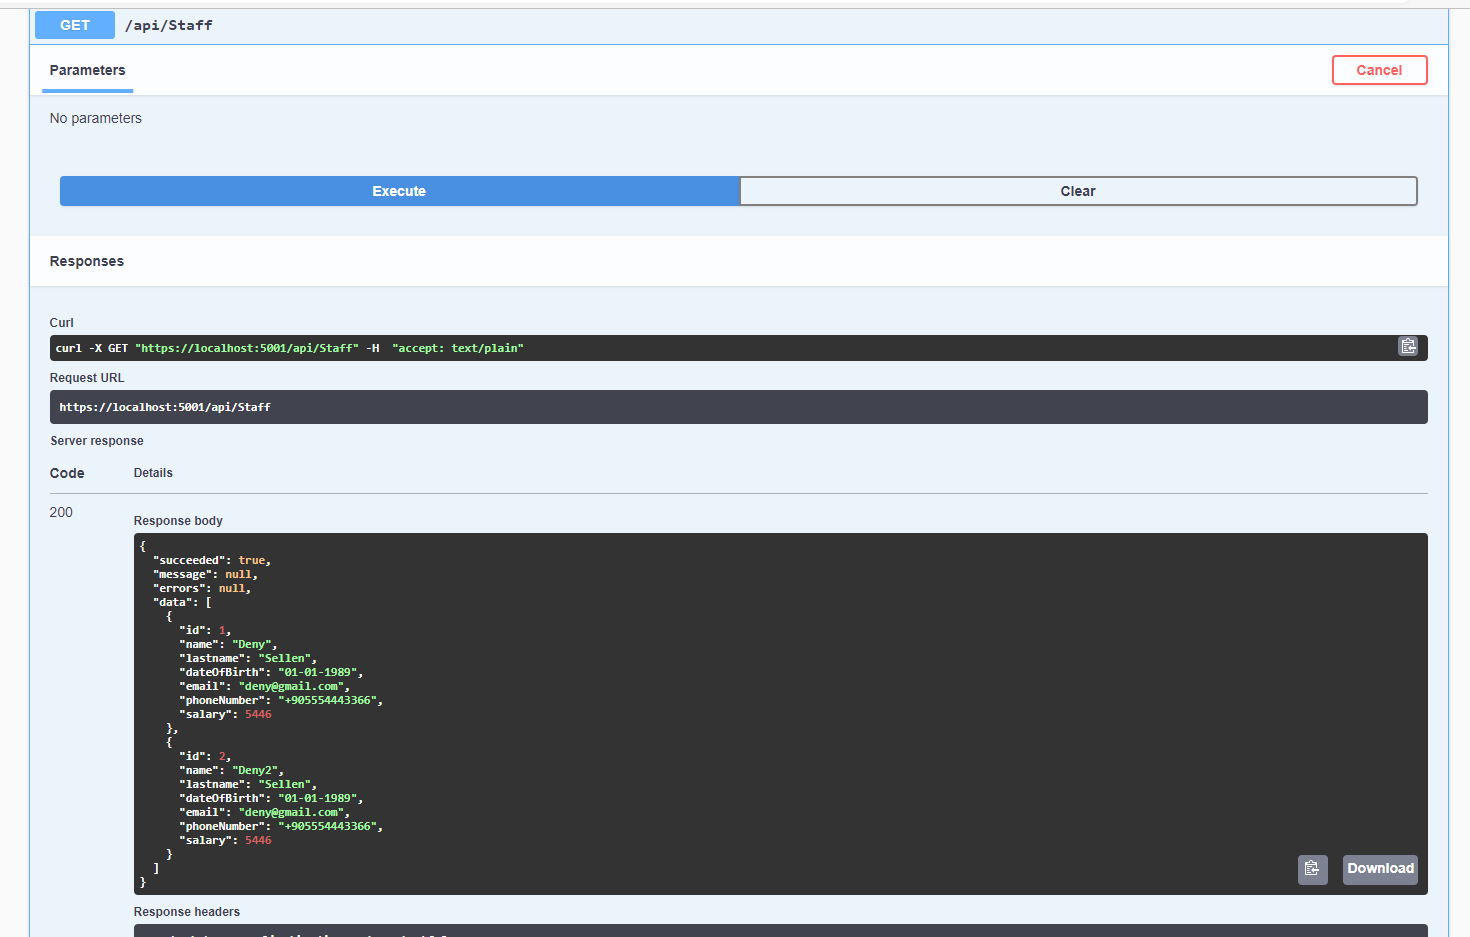 GET /api/Staff
Parameters
Cancel
No parameters
Execute
Clear
Responses
Curl
curl -X GET "https://localhost:5001/api/Staff" -H  "accept: text/plain"
Request URL
https://localhost:5001/api/Staff
Server response
Code Details
200
Response body
{
  "succeeded": true,
  "message": null,
  "errors": null,
  "data": [
    {
      "id": 1,
      "name": "Deny",
      "lastname": "Sellen",
      "dateOfBirth": "01-01-1989",
      "email": "deny@gmail.com",
      "phoneNumber": "+905554443366",
      "salary": 5446
    },
    {
      "id": 2,
      "name": "Deny2",
      "lastname": "Sellen",
      "dateOfBirth": "01-01-1989",
      "email": "deny@gmail.com",
      "phoneNumber": "+905554443366",
      "salary": 5446
    }
  ]
}
Download
Response headers